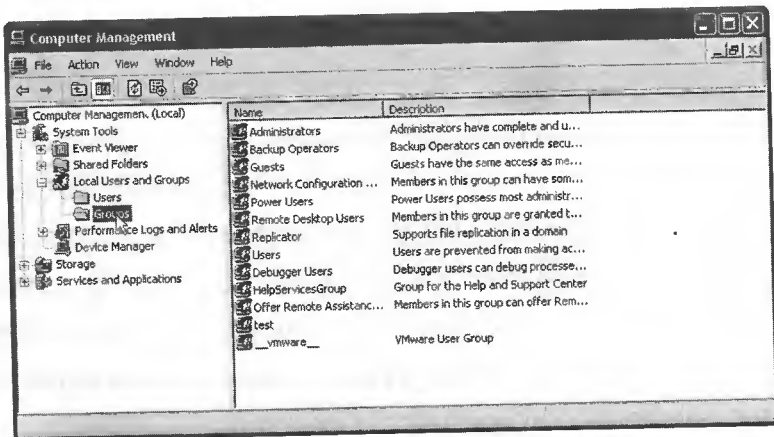 Computer Management
File Action View Window Help
Computer Managemen. (Local)
System Tools
Event Viewer
Shared Folders
Local Users and Groups
Users
Groups
Performance Logs and Alerts
Device Manager
Storage
Services and Applications
Name Description
Administrators Administrators have complete and u...
Backup Operators Backup Operators can override secu...
Guests Guests have the same access as me...
Network Configuration ... Members in this group can have som...
Power Users Power Users possess most administr...
Remote Desktop Users Members in this group are granted t...
Replicator Supports file replication in a domain
Users Users are prevented from making ac...
Debugger Users Debugger users can debug processe...
HelpServicesGroup Group for the Help and Support Center
Offer Remote Assistanc... Members in this group can offer Rem...
test
__vmware__ VMware User Group